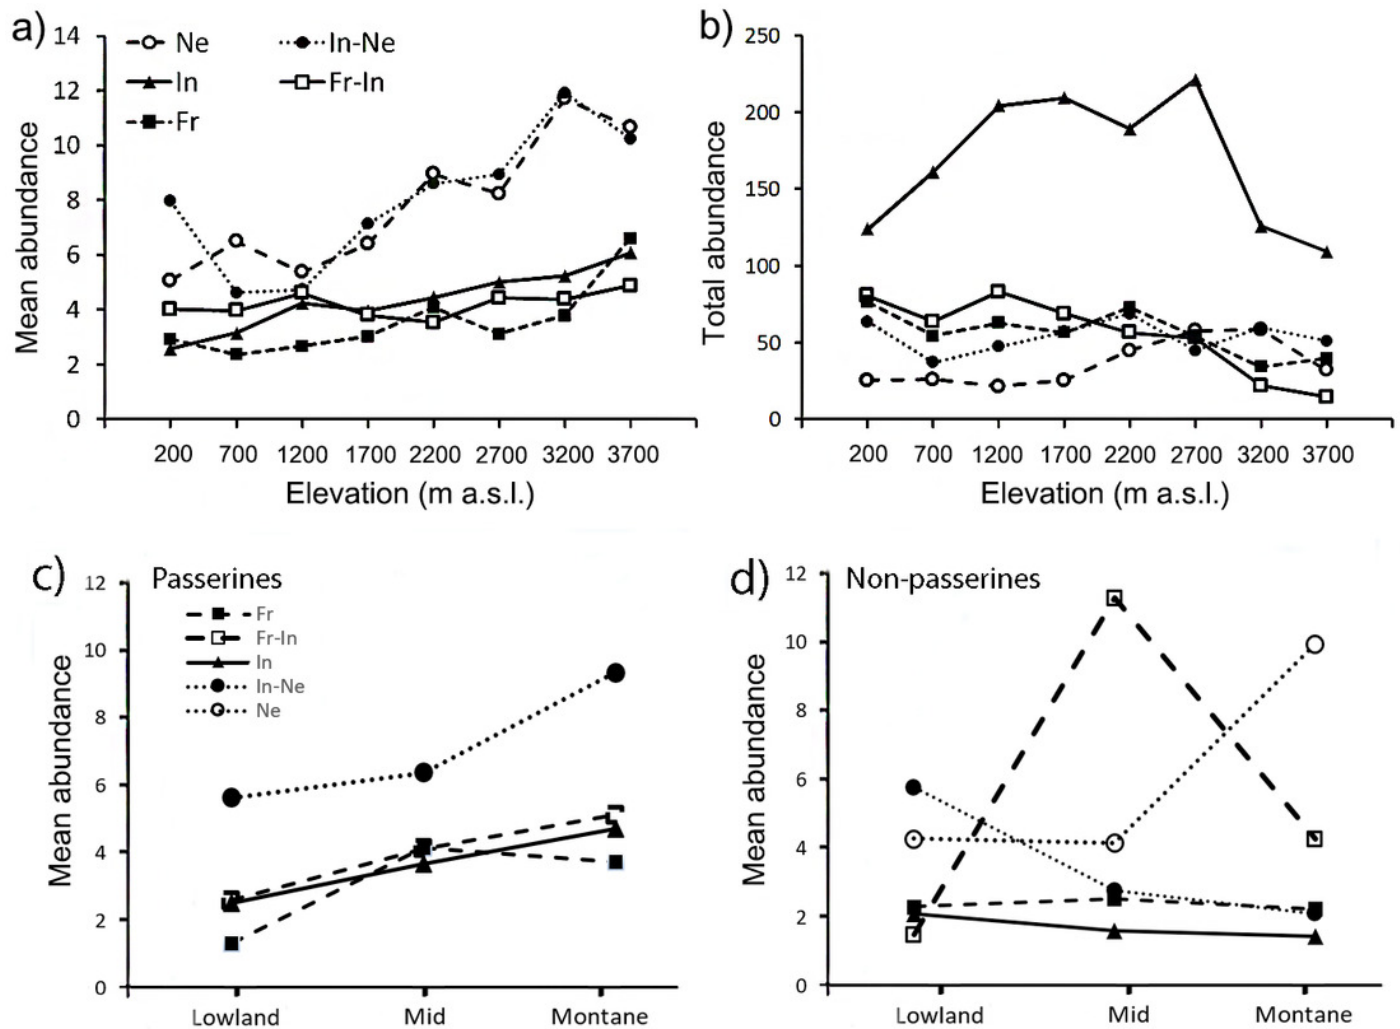 a)
14
12
10
8
6
4
2
0
Mean abundance
Ne
In-Ne
In
Fr-In
Fr
200 700 1200 1700 2200 2700 3200 3700
Elevation (m a.s.l.)
b)
250
200
150
100
50
0
Total abundance
200 700 1200 1700 2200 2700 3200 3700
Elevation (m a.s.l.)
c)
Passerines
12
10
8
6
4
2
0
Mean abundance
Fr
Fr-In
In
In-Ne
Ne
Lowland Mid Montane
d)
Non-passerines
12
10
8
6
4
2
0
Mean abundance
Lowland Mid Montane